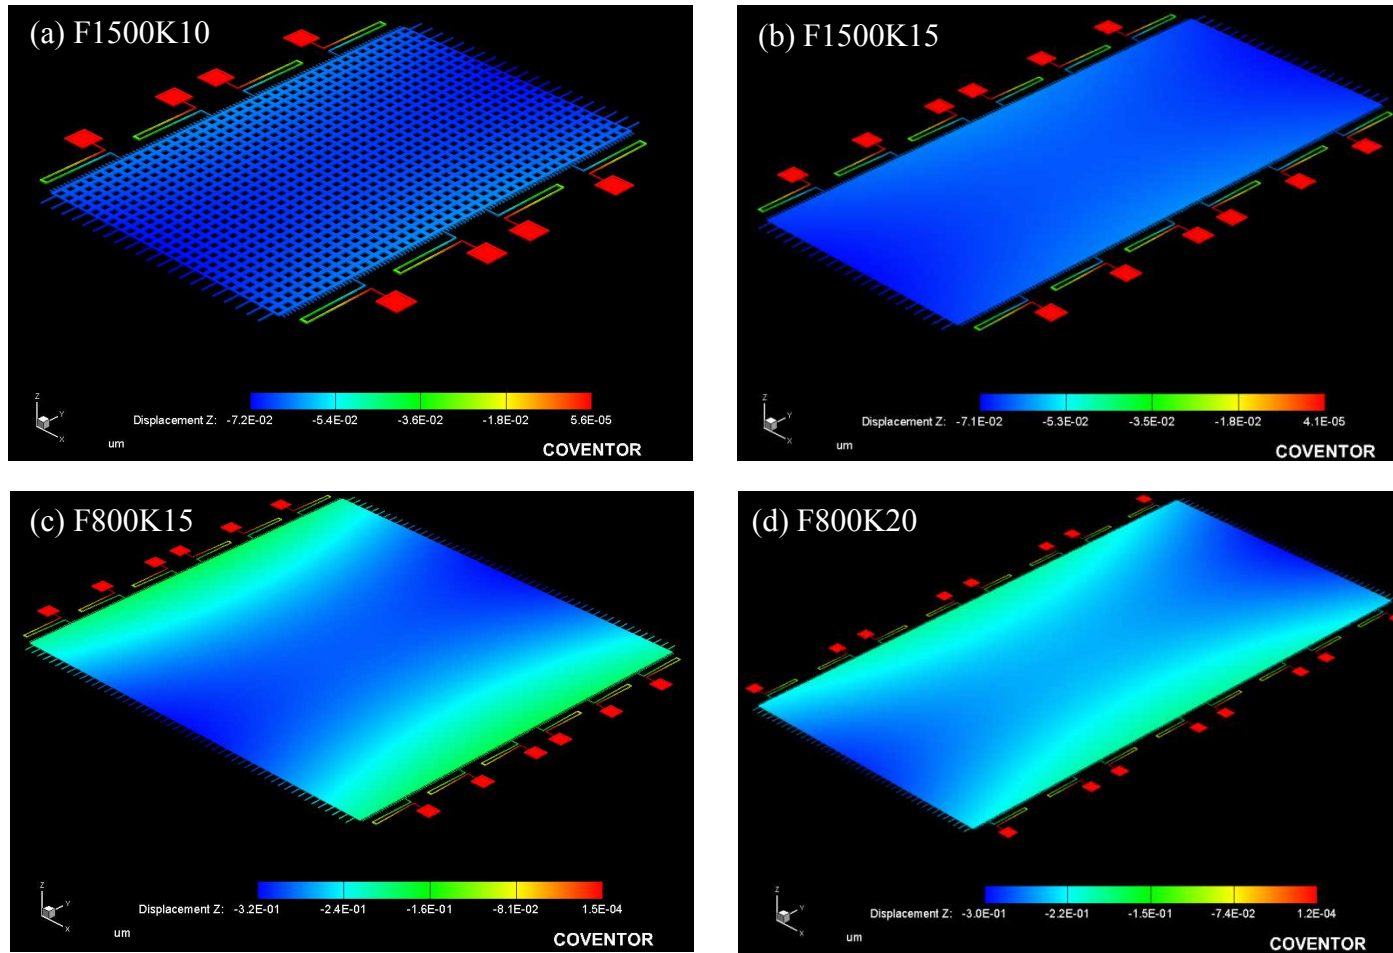 (a) F1500K10
Z
Y
X
Displacement Z: -7.2E-02 -5.4E-02 -3.6E-02 -1.8E-02 5.6E-05
um
COVENTOR
(b) F1500K15
Z
Y
X
Displacement Z: -7.1E-02 -5.3E-02 -3.5E-02 -1.8E-02 4.1E-05
um
COVENTOR
(c) F800K15
Z
Y
X
Displacement Z: -3.2E-01 -2.4E-01 -1.6E-01 -8.1E-02 1.5E-04
um
COVENTOR
(d) F800K20
Z
Y
X
Displacement Z: -3.0E-01 -2.2E-01 -1.5E-01 -7.4E-02 1.2E-04
um
COVENTOR